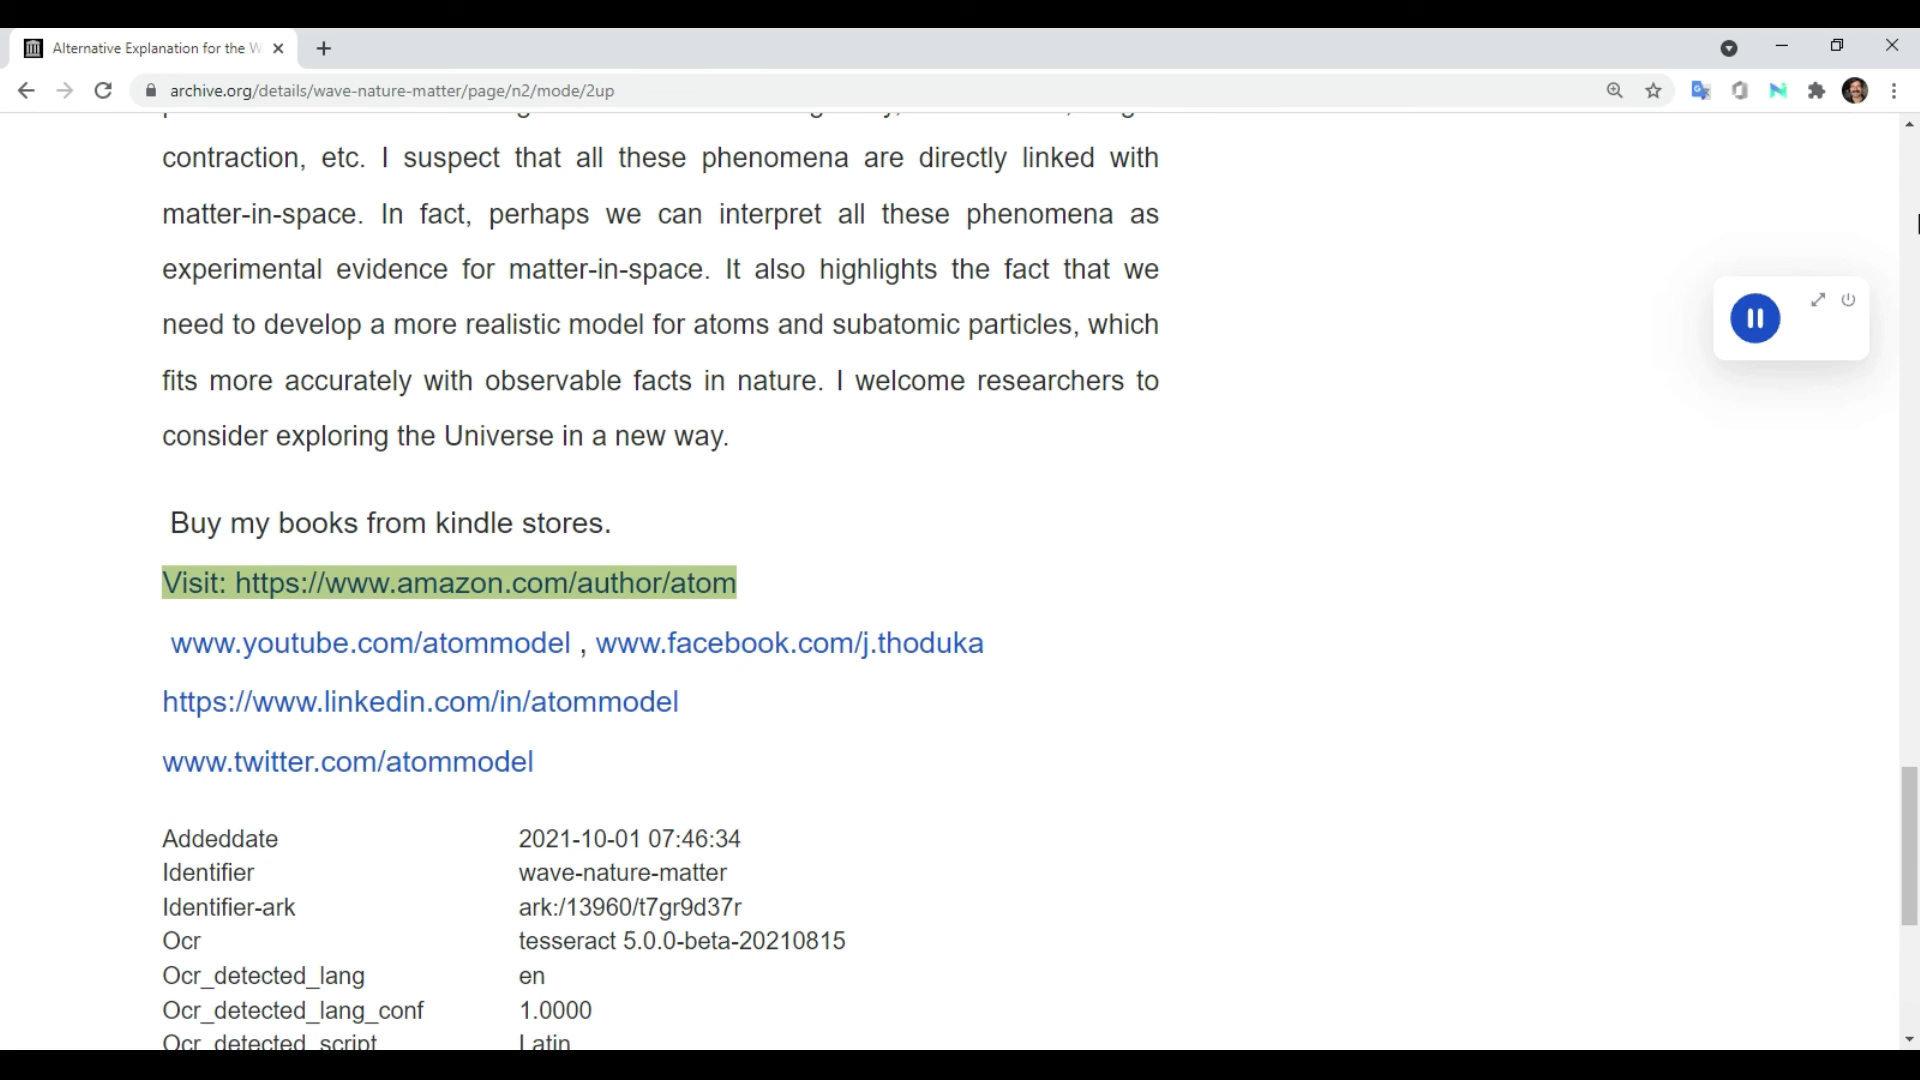 Alternative Explanation for the W
archive.org/details/wave-nature-matter/page/n2/mode/2up
contraction, etc. I suspect that all these phenomena are directly linked with
matter-in-space. In fact, perhaps we can interpret all these phenomena as
experimental evidence for matter-in-space. It also highlights the fact that we
need to develop a more realistic model for atoms and subatomic particles, which
fits more accurately with observable facts in nature. I welcome researchers to
consider exploring the Universe in a new way.
Buy my books from kindle stores.
Visit: https://www.amazon.com/author/atom
www.youtube.com/atommodel , www.facebook.com/j.thoduka
https://www.linkedin.com/in/atommodel
www.twitter.com/atommodel
Addeddate 2021-10-01 07:46:34
Identifier wave-nature-matter
Identifier-ark ark:/13960/t7gr9d37r
Ocr tesseract 5.0.0-beta-20210815
Ocr_detected_lang en
Ocr_detected_lang_conf 1.0000
Ocr_detected_script Latin